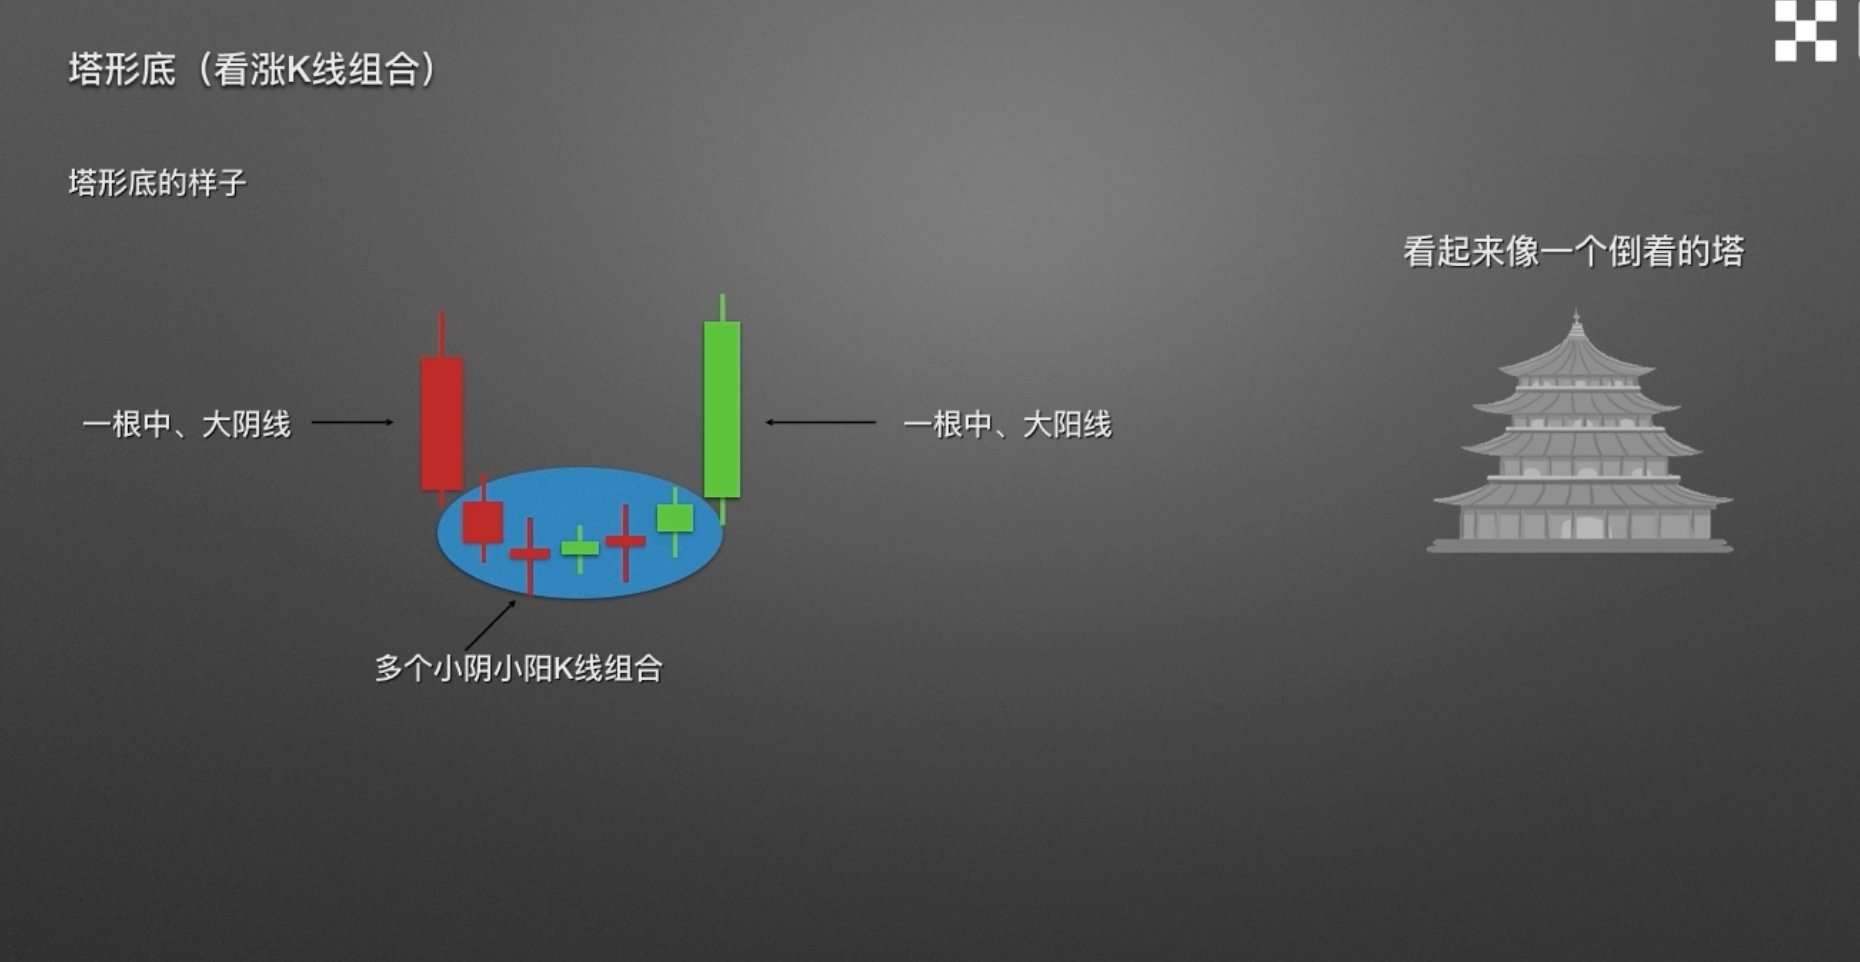 塔形底（看涨K线组合）
塔形底的样子
看起来像一个倒着的塔
一根中、大阴线
一根中、大阳线
多个小阴小阳K线组合